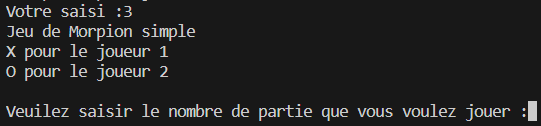 Votre saisi :3
Jeu de Morpion simple
X pour le joueur 1
O pour le joueur 2
Veuilez saisir le nombre de partie que vous voulez jouer :